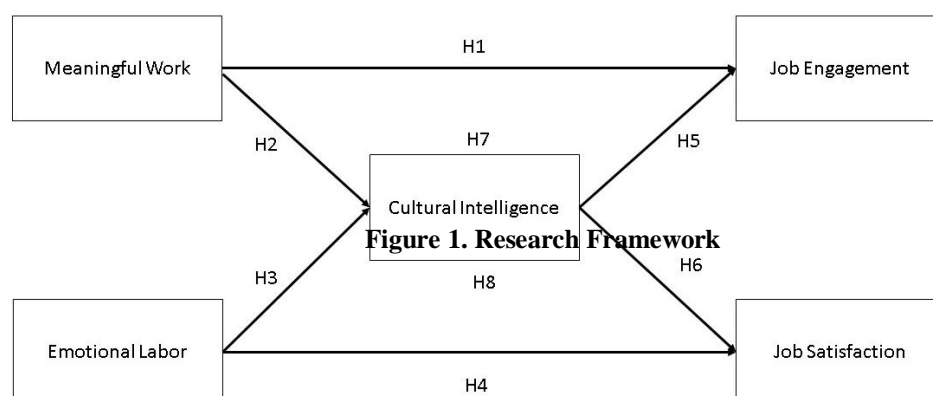 H1
Meaningful Work
Job Engagement
H2
H7
H5
Cultural Intelligence
Figure 1. Research Framework
H3
H8
H6
Emotional Labor
Job Satisfaction
H4